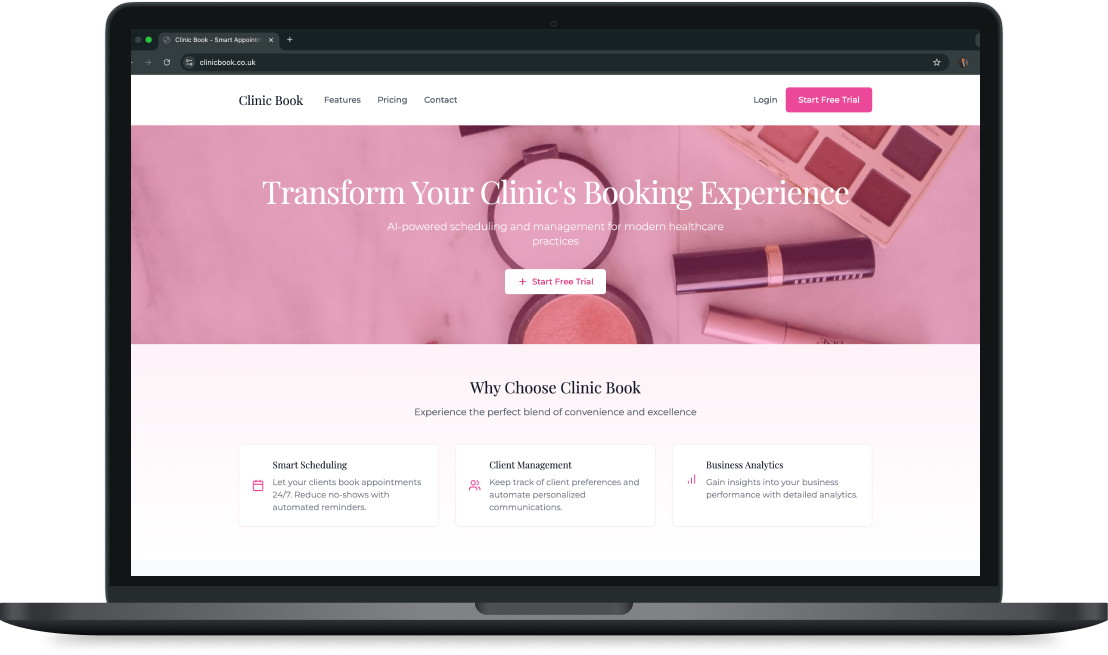 Clinic Book - Smart Appoint
clinicbook.co.uk
Clinic Book
Features
Pricing
Contact
Login
Start Free Trial
Transform Your Clinic's Booking Experience
AI-powered scheduling and management for modern healthcare
practices
Start Free Trial
Why Choose Clinic Book
Experience the perfect blend of convenience and excellence
Smart Scheduling
Let your clients book appointments
24/7. Reduce no-shows with
automated reminders.
Client Management
Keep track of client preferences and
automate personalized
communications.
Business Analytics
Gain insights into your business
performance with detailed analytics.